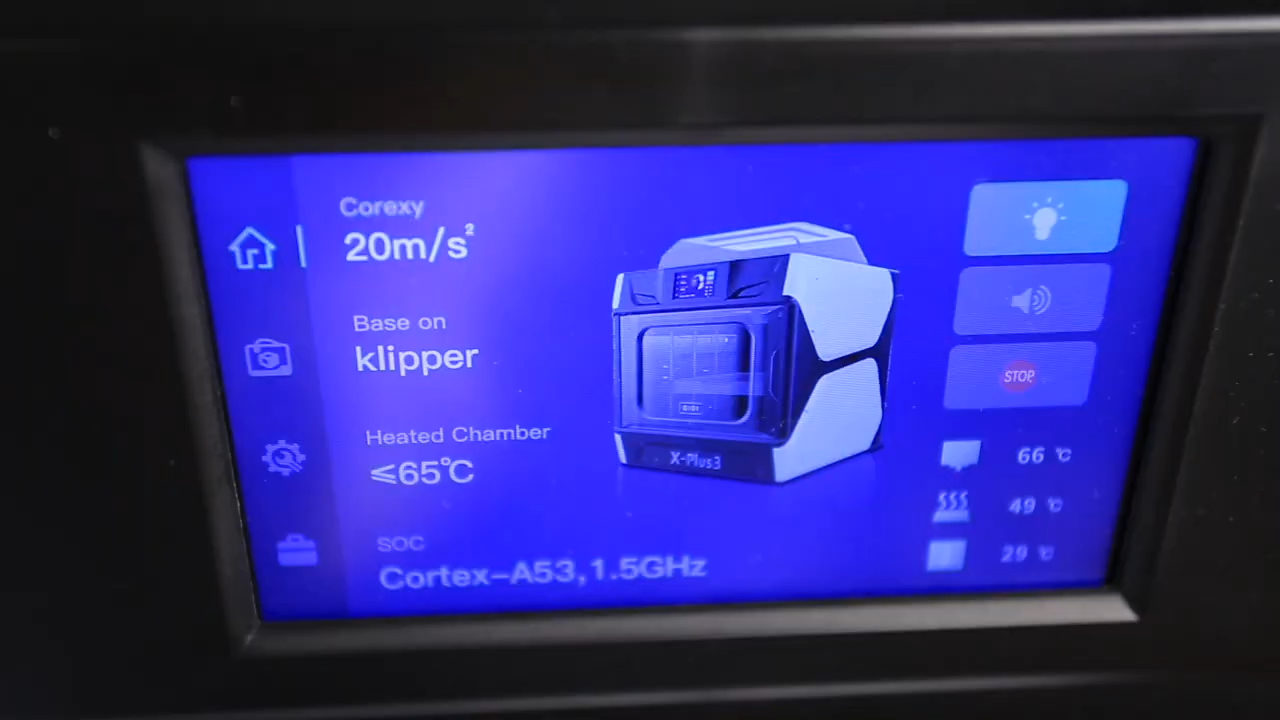 Corexy
20m/s²
Base on
klipper
Heated Chamber
≤65℃
SOC
Cortex-A53,1.5GHz
X-Plus3
STOP
66 ℃
49 ℃
29 ℃